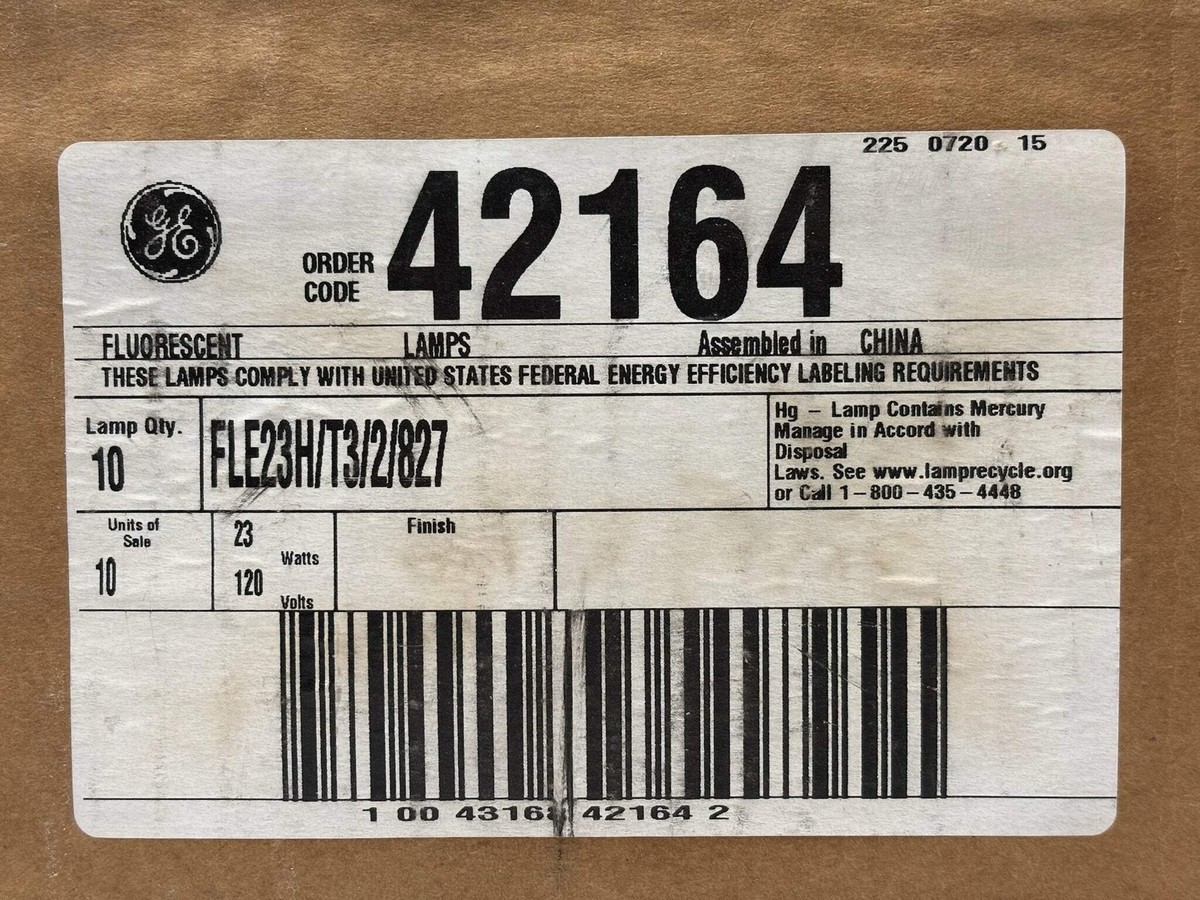 225 0720 15
GE
ORDER CODE 42164
FLUORESCENT LAMPS Assembled in CHINA
THESE LAMPS COMPLY WITH UNITED STATES FEDERAL ENERGY EFFICIENCY LABELING REQUIREMENTS
Lamp Qty.
10
FLE23H/T3/2/827
Hg – Lamp Contains Mercury
Manage in Accord with
Disposal
Laws. See www.lamprecycle.org
or Call 1–800–435–4448
Units of
Sale
10
23
Watts
120
Volts
Finish
1 00 43168 42164 2